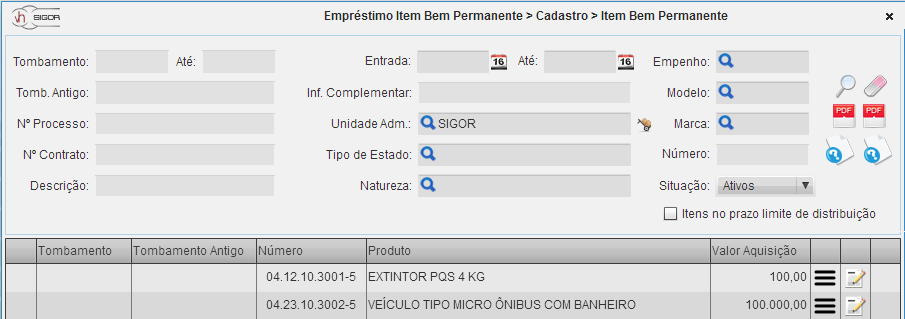 SIGOR
Empréstimo Item Bem Permanente > Cadastro > Item Bem Permanente
Tombamento: Até: Entrada: 16 Até: 16 Empenho:
Tomb. Antigo: Inf. Complementar: Modelo:
Nº Processo: Unidade Adm.: SIGOR Marca: PDF PDF
Nº Contrato: Tipo de Estado: Número:
Descrição: Natureza: Situação: Ativos
Itens no prazo limite de distribuição
Tombamento Tombamento Antigo Número Produto Valor Aquisição
04.12.10.3001-5 EXTINTOR PQS 4 KG 100,00
04.23.10.3002-5 VEÍCULO TIPO MICRO ÔNIBUS COM BANHEIRO 100.000,00